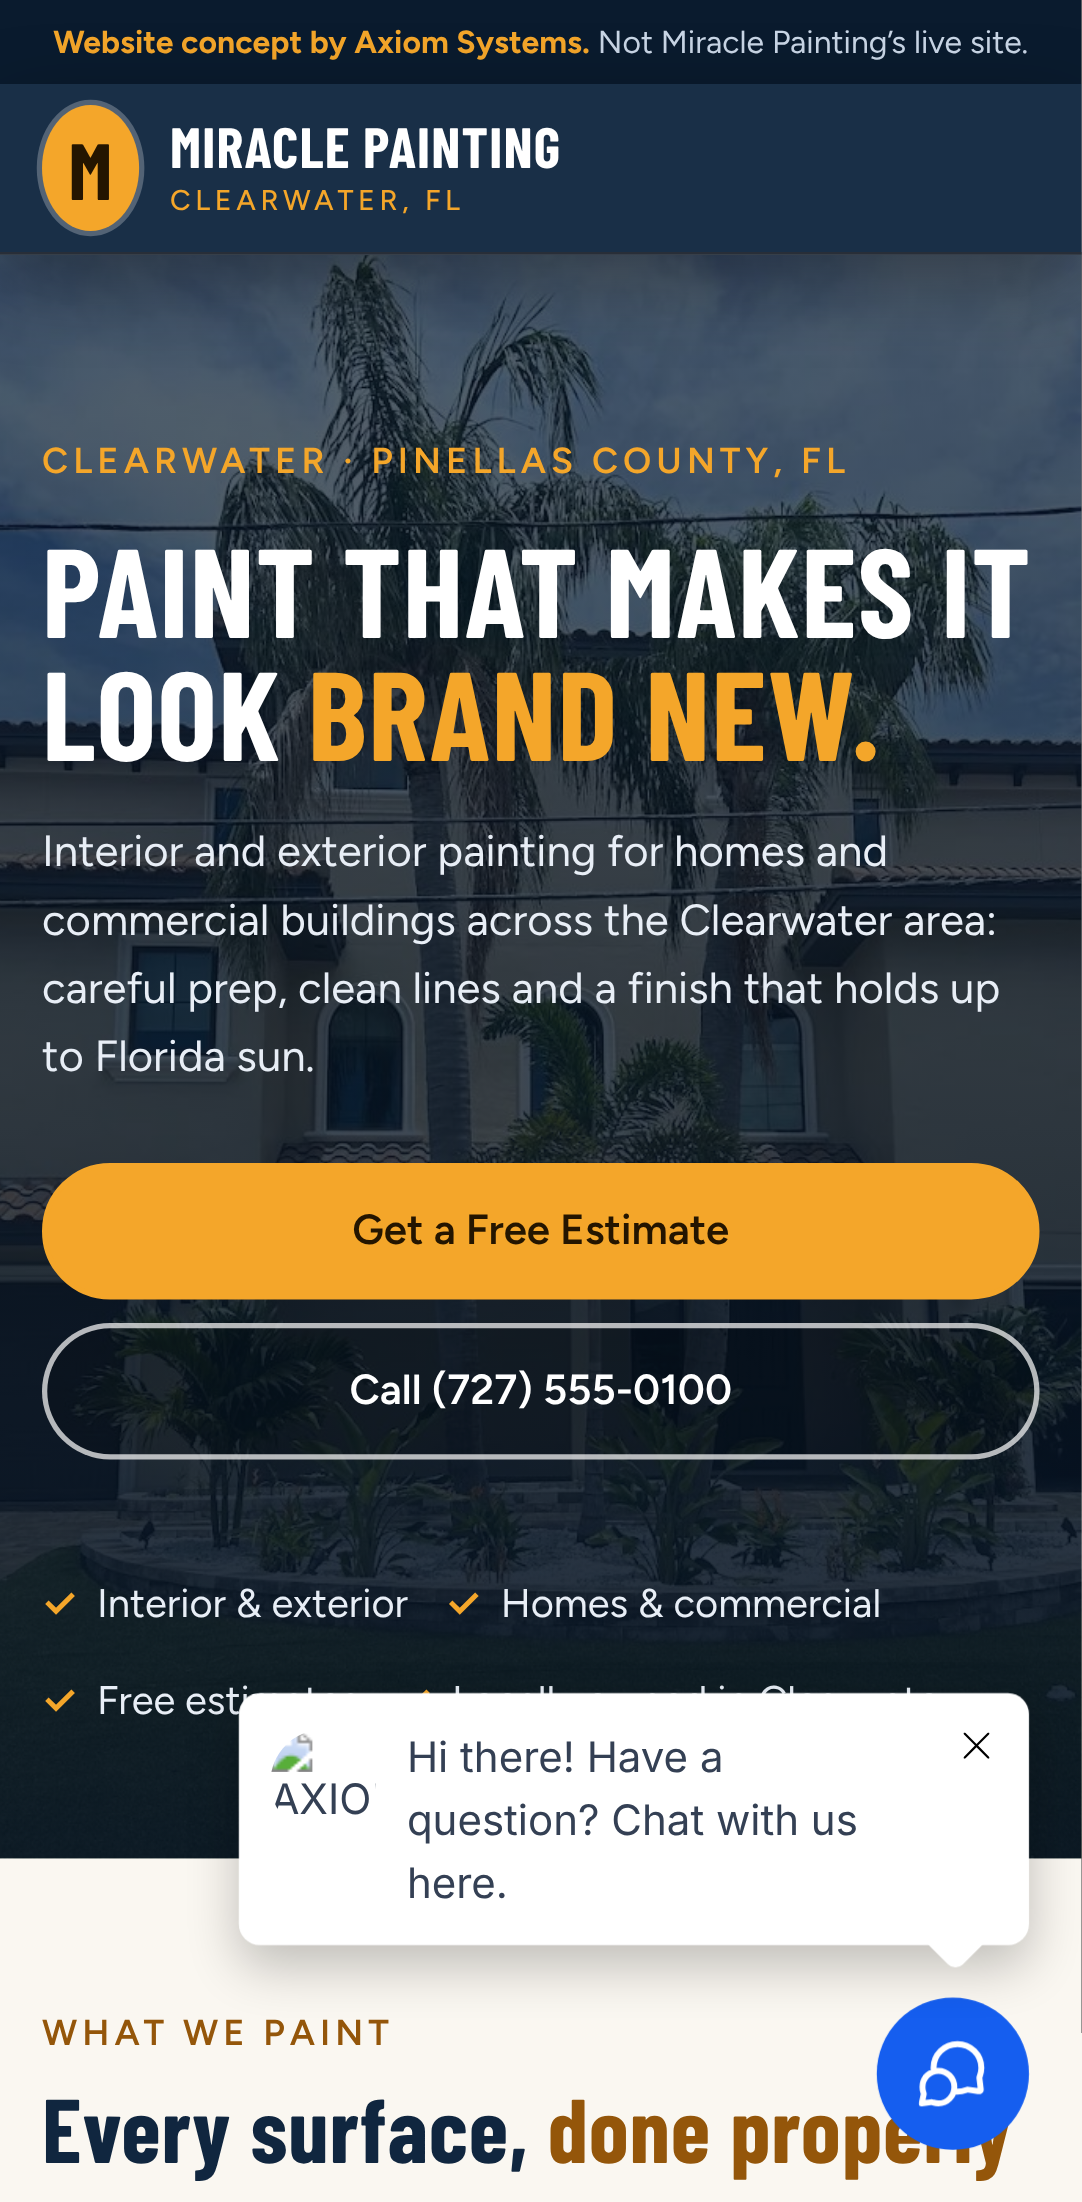 Website concept by Axiom Systems. Not Miracle Painting’s live site.
M
MIRACLE PAINTING
CLEARWATER, FL
CLEARWATER · PINELLAS COUNTY, FL
PAINT THAT MAKES IT
LOOK BRAND NEW.
Interior and exterior painting for homes and
commercial buildings across the Clearwater area:
careful prep, clean lines and a finish that holds up
to Florida sun.
Get a Free Estimate
Call (727) 555-0100
Interior & exterior
Homes & commercial
Free
Hi there! Have a
question? Chat with us
here.
AXIO
WHAT WE PAINT
Every surface, done properly